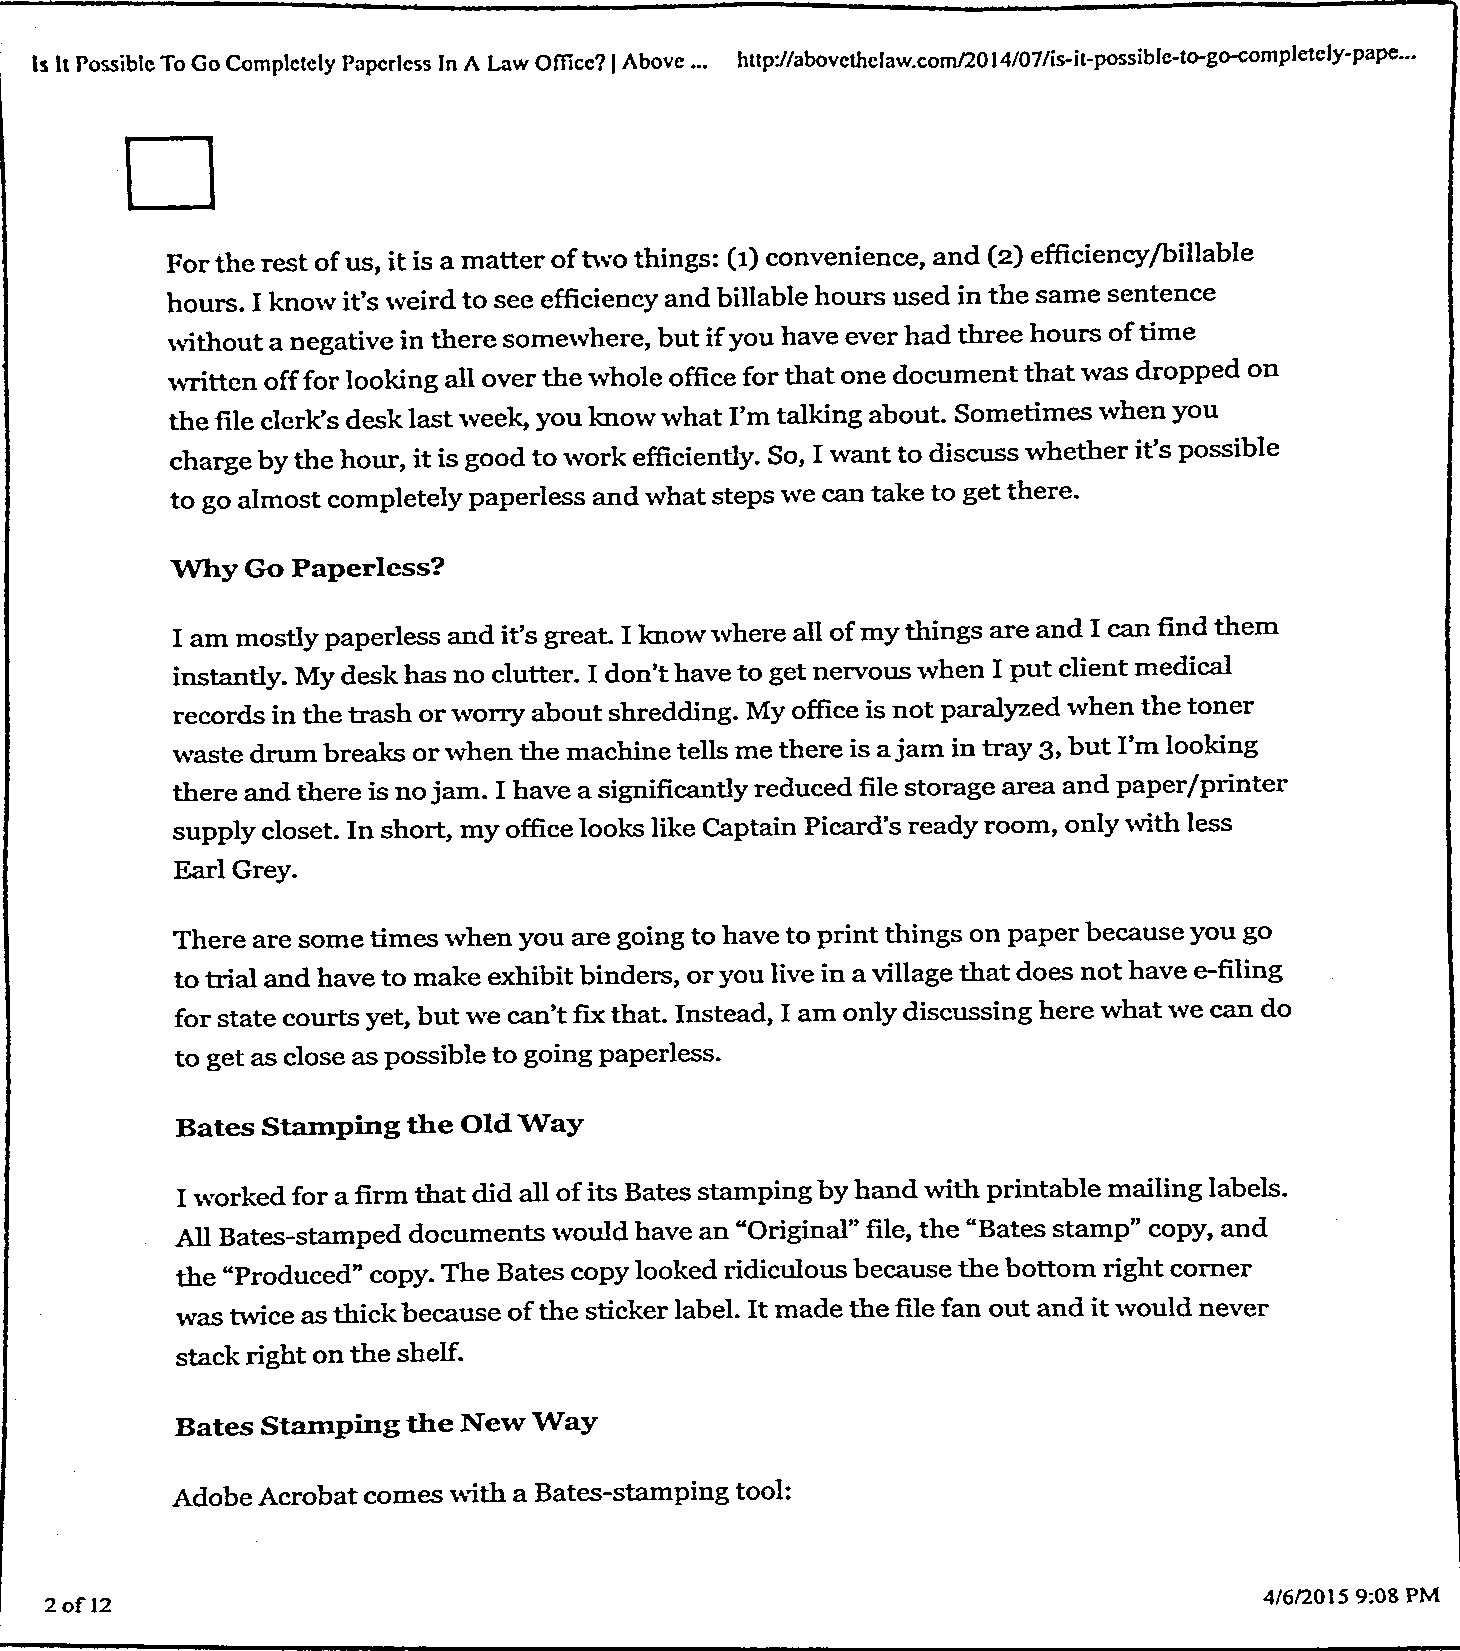 Is It Possible To Go Completely Paperless In A Law Office? | Above ... http://abovethelaw.com/2014/07/is-it-possible-to-go-completely-pape...
For the rest of us, it is a matter of two things: (1) convenience, and (2) efficiency/billable
hours. I know it's weird to see efficiency and billable hours used in the same sentence
without a negative in there somewhere, but if you have ever had three hours of time
written off for looking all over the whole office for that one document that was dropped on
the file clerk's desk last week, you know what I'm talking about. Sometimes when you
charge by the hour, it is good to work efficiently. So, I want to discuss whether it's possible
to go almost completely paperless and what steps we can take to get there.
Why Go Paperless?
I am mostly paperless and it's great. I know where all of my things are and I can find them
instantly. My desk has no clutter. I don't have to get nervous when I put client medical
records in the trash or worry about shredding. My office is not paralyzed when the toner
waste drum breaks or when the machine tells me there is a jam in tray 3, but I'm looking
there and there is no jam. I have a significantly reduced file storage area and paper/printer
supply closet. In short, my office looks like Captain Picard's ready room, only with less
Earl Grey.
There are some times when you are going to have to print things on paper because you go
to trial and have to make exhibit binders, or you live in a village that does not have e-filing
for state courts yet, but we can't fix that. Instead, I am only discussing here what we can do
to get as close as possible to going paperless.
Bates Stamping the Old Way
I worked for a firm that did all of its Bates stamping by hand with printable mailing labels.
All Bates-stamped documents would have an "Original" file, the "Bates stamp" copy, and
the "Produced" copy. The Bates copy looked ridiculous because the bottom right corner
was twice as thick because of the sticker label. It made the file fan out and it would never
stack right on the shelf.
Bates Stamping the New Way
Adobe Acrobat comes with a Bates-stamping tool:
2 of 12
4/6/2015 9:08 PM